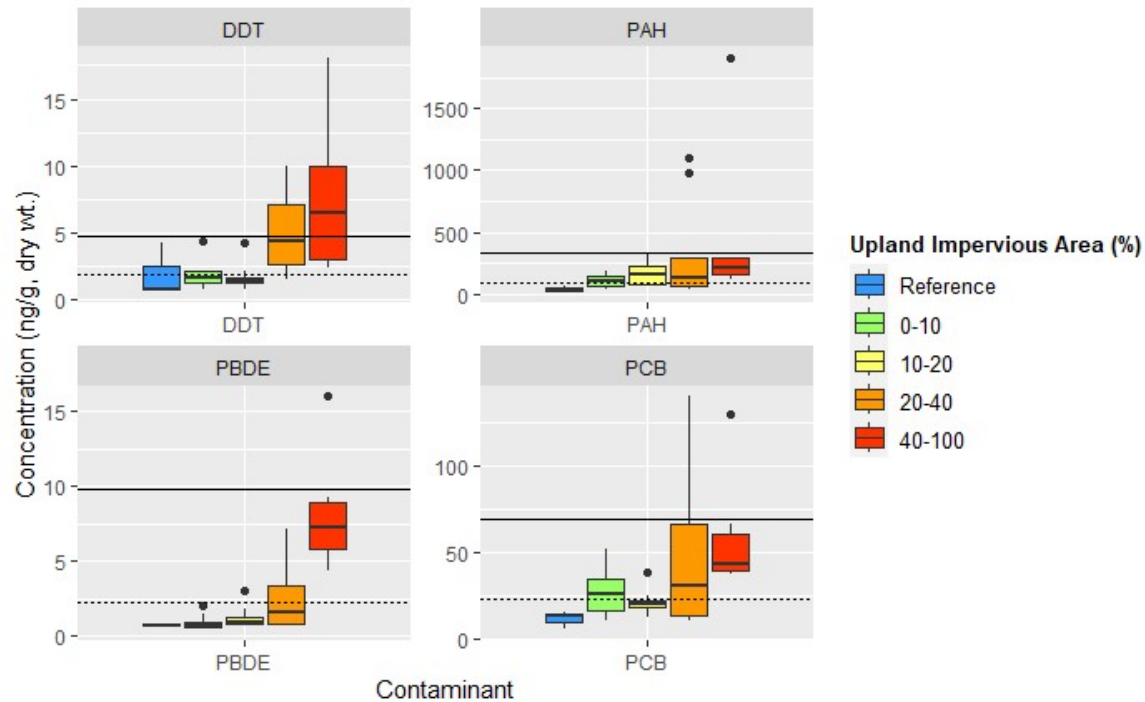 DDT
PAH
15
10
5
0
1500
1000
500
0
DDT
PAH
PBDE
PCB
15
10
5
0
100
50
0
PBDE
PCB
Contaminant
Concentration (ng/g, dry wt.)
Upland Impervious Area (%)
Reference
0-10
10-20
20-40
40-100